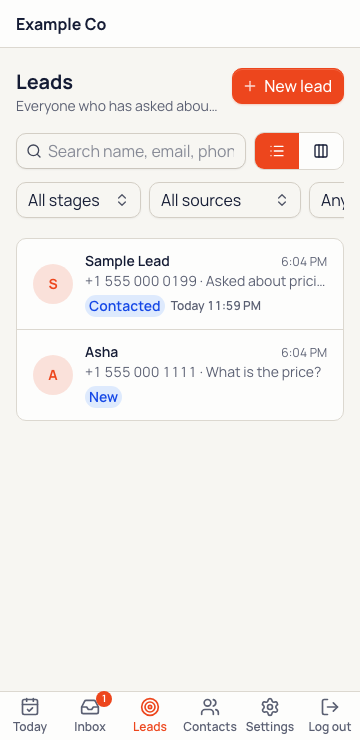 Example Co
Leads
Everyone who has asked abou...
+ New lead
Search name, email, phon
All stages
All sources
Any
S
Sample Lead
6:04 PM
+1 555 000 0199 · Asked about prici...
Contacted
Today 11:59 PM
A
Asha
6:04 PM
+1 555 000 1111 · What is the price?
New
1
Today
Inbox
Leads
Contacts
Settings
Log out